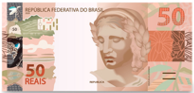 REPÚBLICA FEDERATIVA DO BRASIL
50
50
REAIS